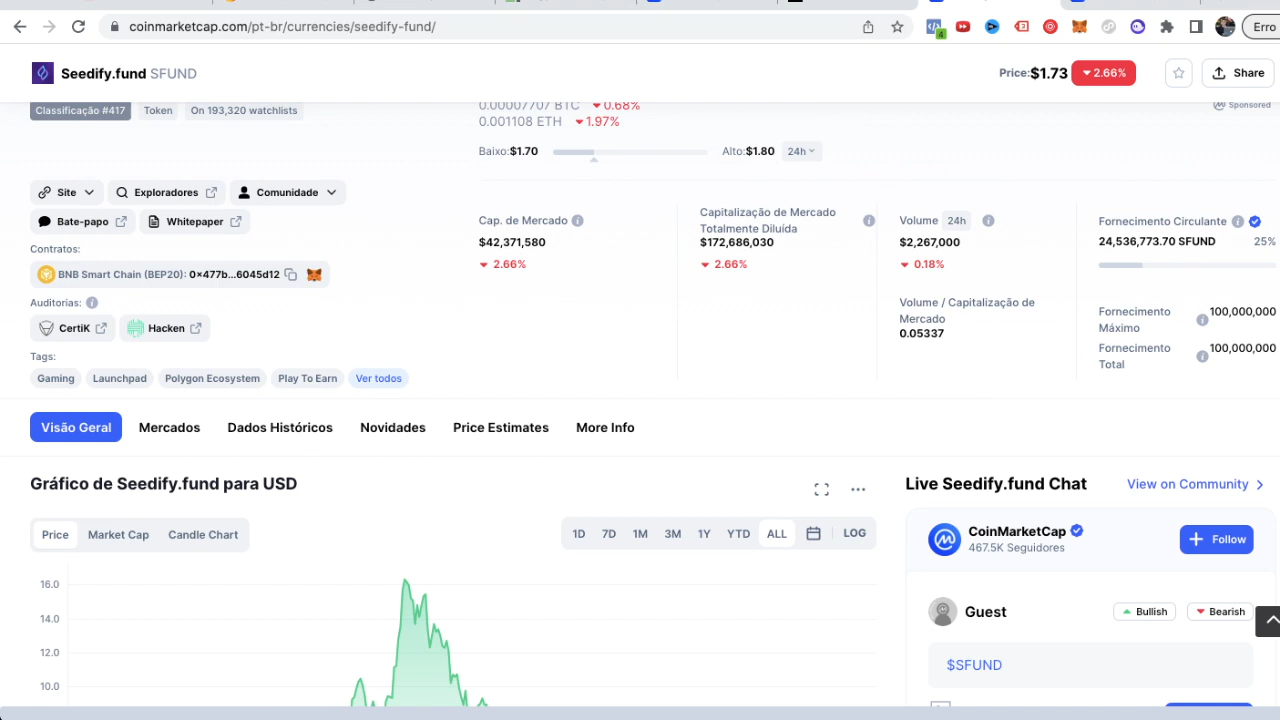 coinmarketcap.com/pt-br/currencies/seedify-fund/
4
Erro
Seedify.fund SFUND
Price:$1.73 2.66%
Share
Classificação #417 Token On 193,320 watchlists
0.00007707 BTC 0.68%
0.001108 ETH 1.97%
Sponsored
Baixo:$1.70 Alto:$1.80 24h
Site Exploradores Comunidade
Bate-papo Whitepaper
Contratos:
BNB Smart Chain (BEP20): 0x477b...6045d12
Auditorias:
CertiK Hacken
Tags:
Gaming Launchpad Polygon Ecosystem Play To Earn Ver todos
Cap. de Mercado
$42,371,580
2.66%
Capitalização de Mercado
Totalmente Diluída
$172,686,030
2.66%
Volume 24h
$2,267,000
0.18%
Volume / Capitalização de
Mercado
0.05337
Fornecimento Circulante
24,536,773.70 SFUND 25%
Fornecimento
Máximo
100,000,000
Fornecimento
Total
100,000,000
Visão Geral Mercados Dados Históricos Novidades Price Estimates More Info
Gráfico de Seedify.fund para USD
Price Market Cap Candle Chart
1D 7D 1M 3M 1Y YTD ALL LOG
16.0
14.0
12.0
10.0
Live Seedify.fund Chat View on Community
CoinMarketCap
467.5K Seguidores
Follow
Guest
Bullish Bearish
$SFUND